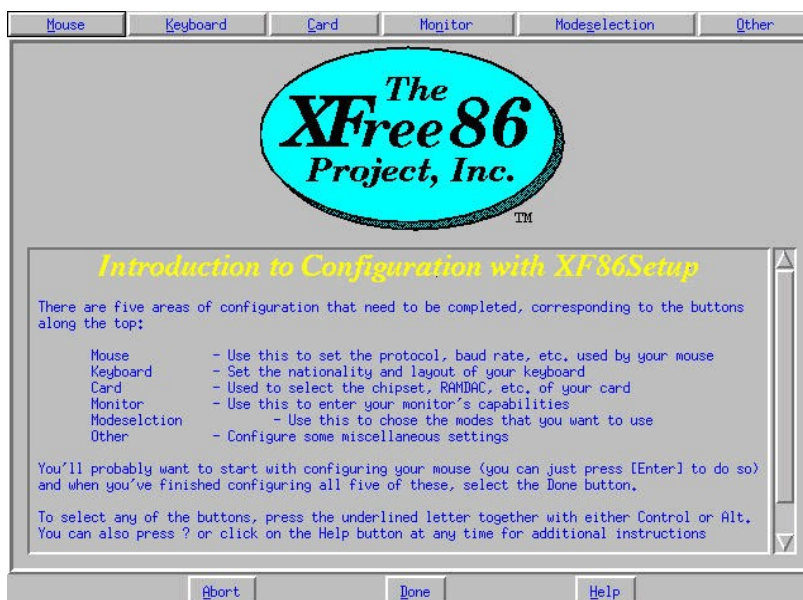 Mouse Keyboard Card Monitor Modeselection Other
The
XFree86
Project, Inc.
TM
Introduction to Configuration with XF86Setup
There are five areas of configuration that need to be completed, corresponding to the buttons
along the top:
Mouse - Use this to set the protocol, baud rate, etc. used by your mouse
Keyboard - Set the nationality and layout of your keyboard
Card - Used to select the chipset, RAMDAC, etc. of your card
Monitor - Use this to enter your monitor's capabilities
Modeselction - Use this to chose the modes that you want to use
Other - Configure some miscellaneous settings
You'll probably want to start with configuring your mouse (you can just press [Enter] to do so)
and when you've finished configuring all five of these, select the Done button.
To select any of the buttons, press the underlined letter together with either Control or Alt.
You can also press ? or click on the Help button at any time for additional instructions
Abort Done Help